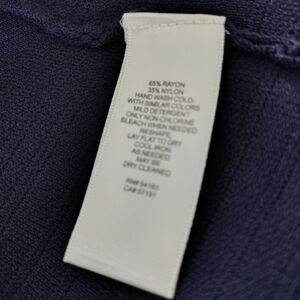 65% RAYON
35% NYLON
HAND WASH COLD-
WITH SIMILAR COLORS
MILD DETERGENT
ONLY NON-CHLORINE
BLEACH WHEN NEEDED
RESHAPE,
LAY FLAT TO DRY
COOL IRON
AS NEEDED
MAY BE
DRY CLEANED
RN# 54163
CA# 57151